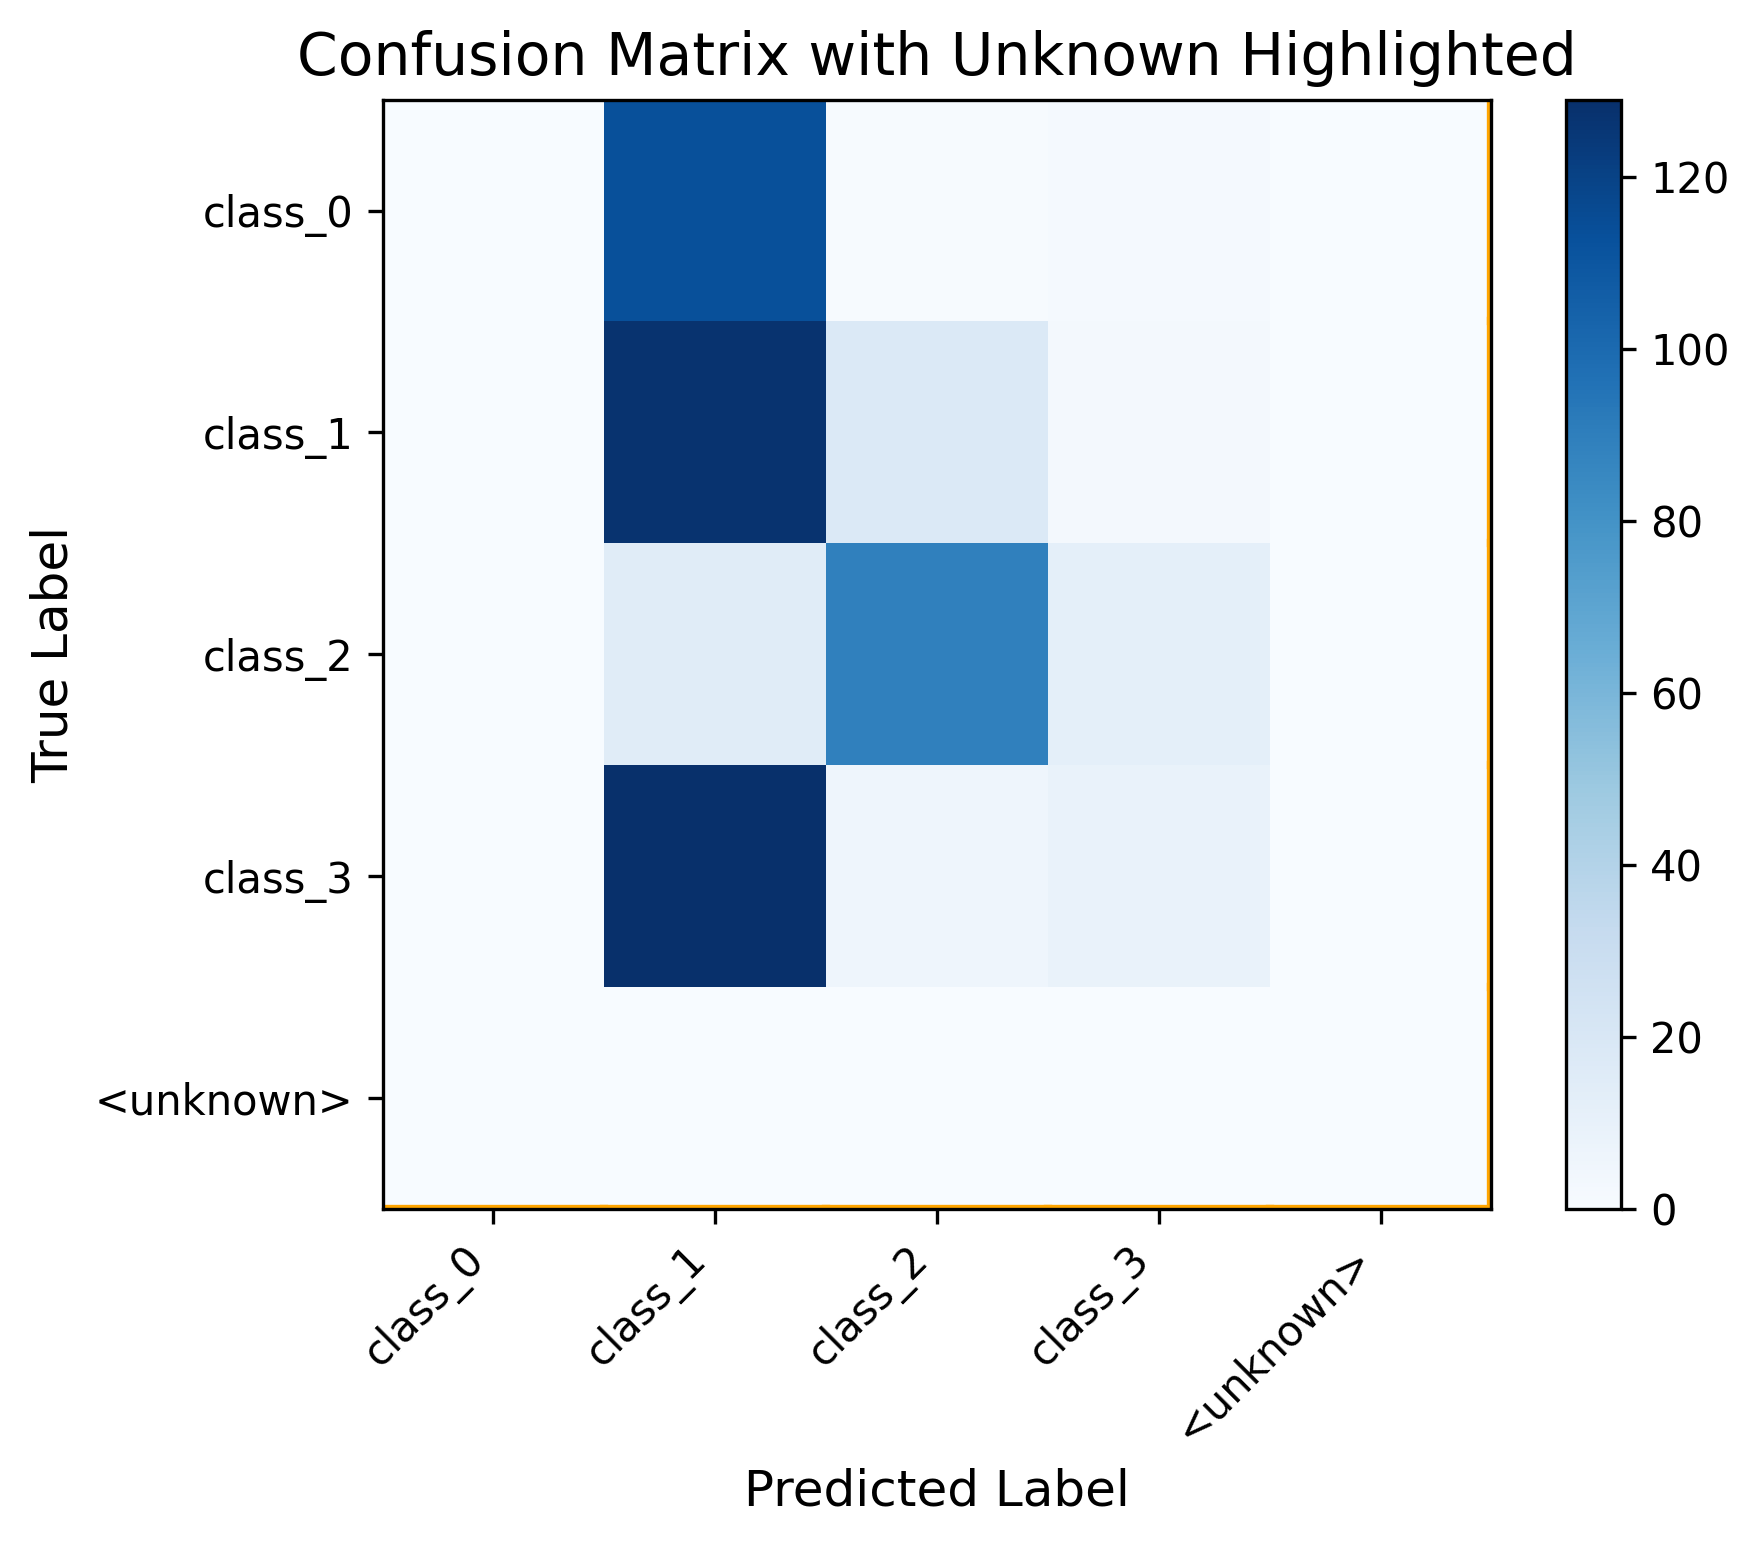 Confusion Matrix with Unknown Highlighted
True Label
class_0
class_1
class_2
class_3
<unknown>
class_0
class_1
class_2
class_3
<unknown>
Predicted Label
120
100
80
60
40
20
0